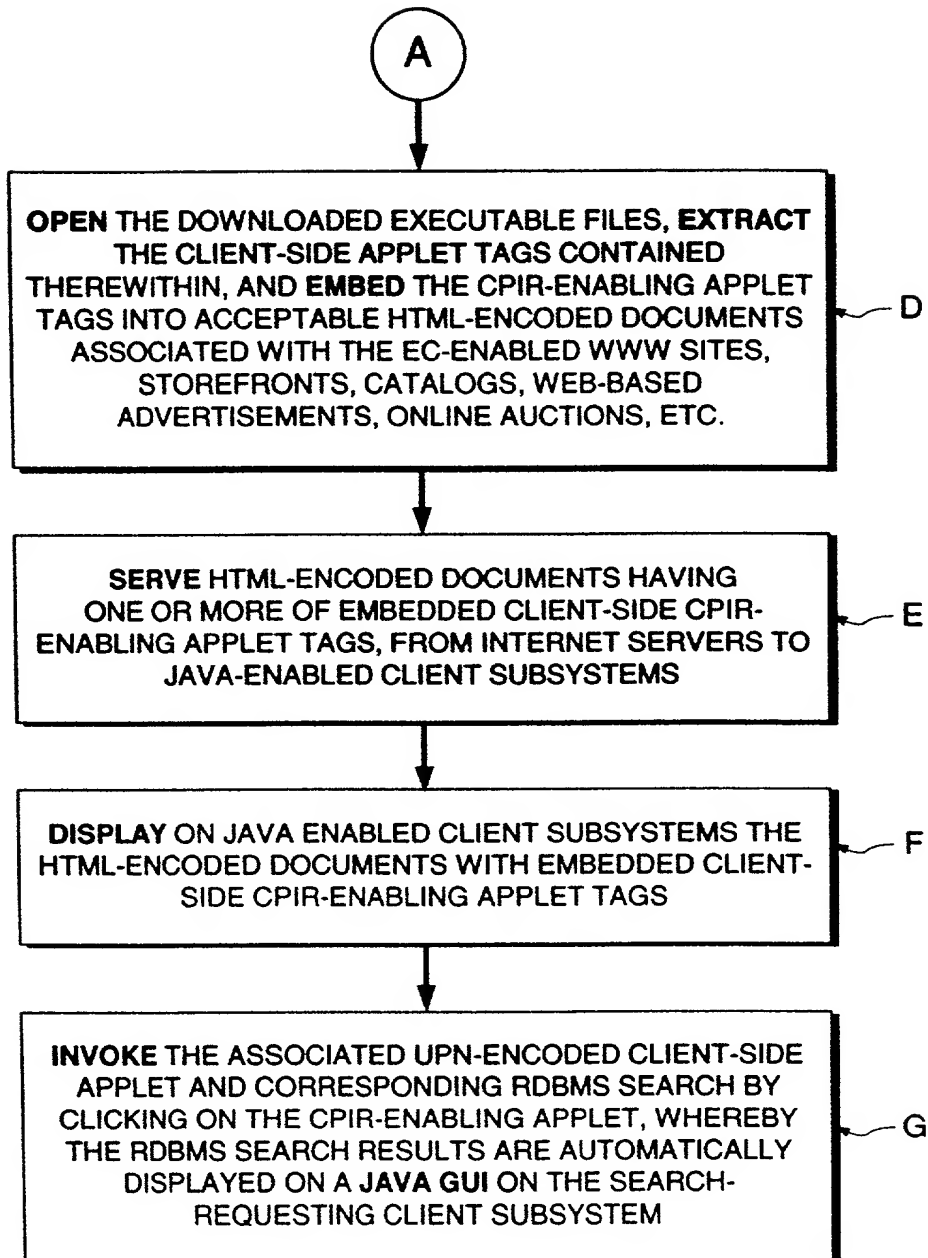 A
OPEN THE DOWNLOADED EXECUTABLE FILES, EXTRACT
THE CLIENT-SIDE APPLET TAGS CONTAINED
THEREWITHIN, AND EMBED THE CPIR-ENABLING APPLET
TAGS INTO ACCEPTABLE HTML-ENCODED DOCUMENTS
ASSOCIATED WITH THE EC-ENABLED WWW SITES,
STOREFRONTS, CATALOGS, WEB-BASED
ADVERTISEMENTS, ONLINE AUCTIONS, ETC.
D
SERVE HTML-ENCODED DOCUMENTS HAVING
ONE OR MORE OF EMBEDDED CLIENT-SIDE CPIR-
ENABLING APPLET TAGS, FROM INTERNET SERVERS TO
JAVA-ENABLED CLIENT SUBSYSTEMS
E
DISPLAY ON JAVA ENABLED CLIENT SUBSYSTEMS THE
HTML-ENCODED DOCUMENTS WITH EMBEDDED CLIENT-
SIDE CPIR-ENABLING APPLET TAGS
F
INVOKE THE ASSOCIATED UPN-ENCODED CLIENT-SIDE
APPLET AND CORRESPONDING RDBMS SEARCH BY
CLICKING ON THE CPIR-ENABLING APPLET, WHEREBY
THE RDBMS SEARCH RESULTS ARE AUTOMATICALLY
DISPLAYED ON A JAVA GUI ON THE SEARCH-
REQUESTING CLIENT SUBSYSTEM
G